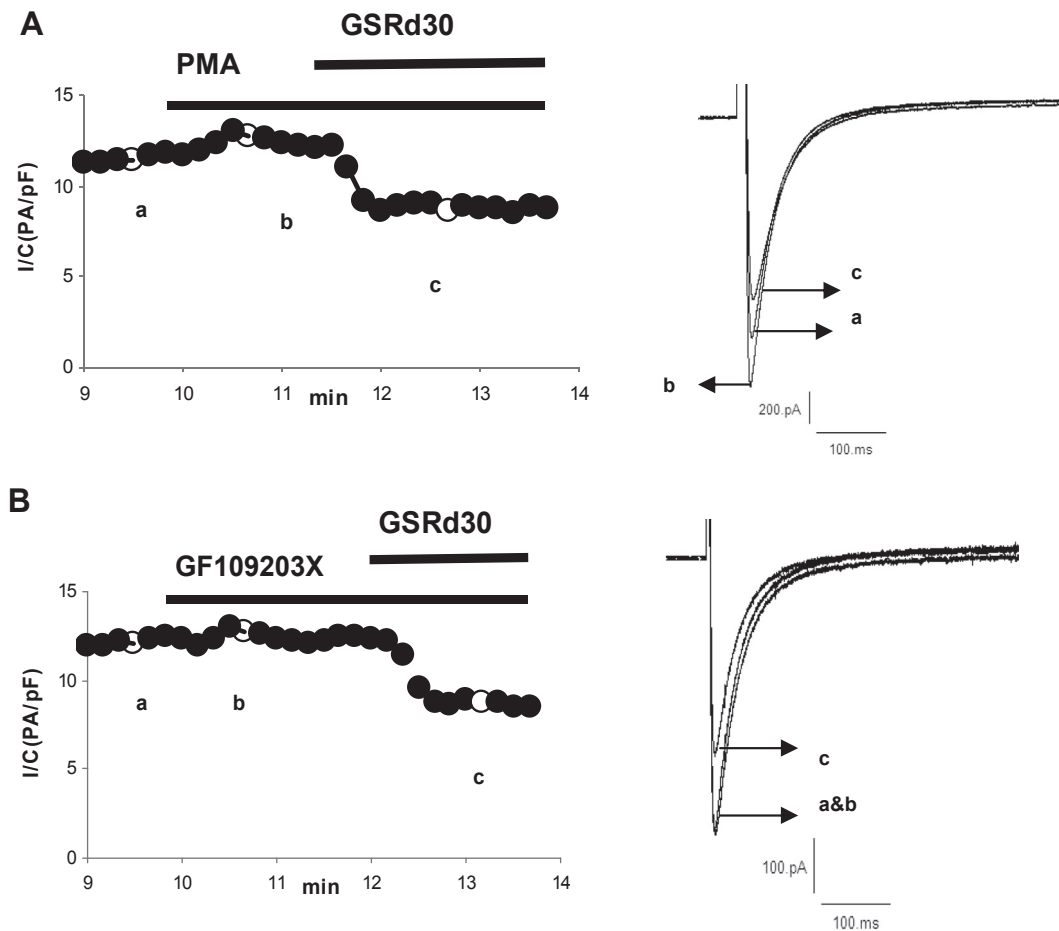 A
GSRd30
PMA
15
10
5
0
I/C(PA/pF)
a
b
c
9 10 11 12 13 14
min
c
a
b
200.pA
100.ms
B
GSRd30
GF109203X
15
10
5
0
I/C(PA/pF)
a
b
c
9 10 11 12 13 14
min
c
a&b
100.pA
100.ms